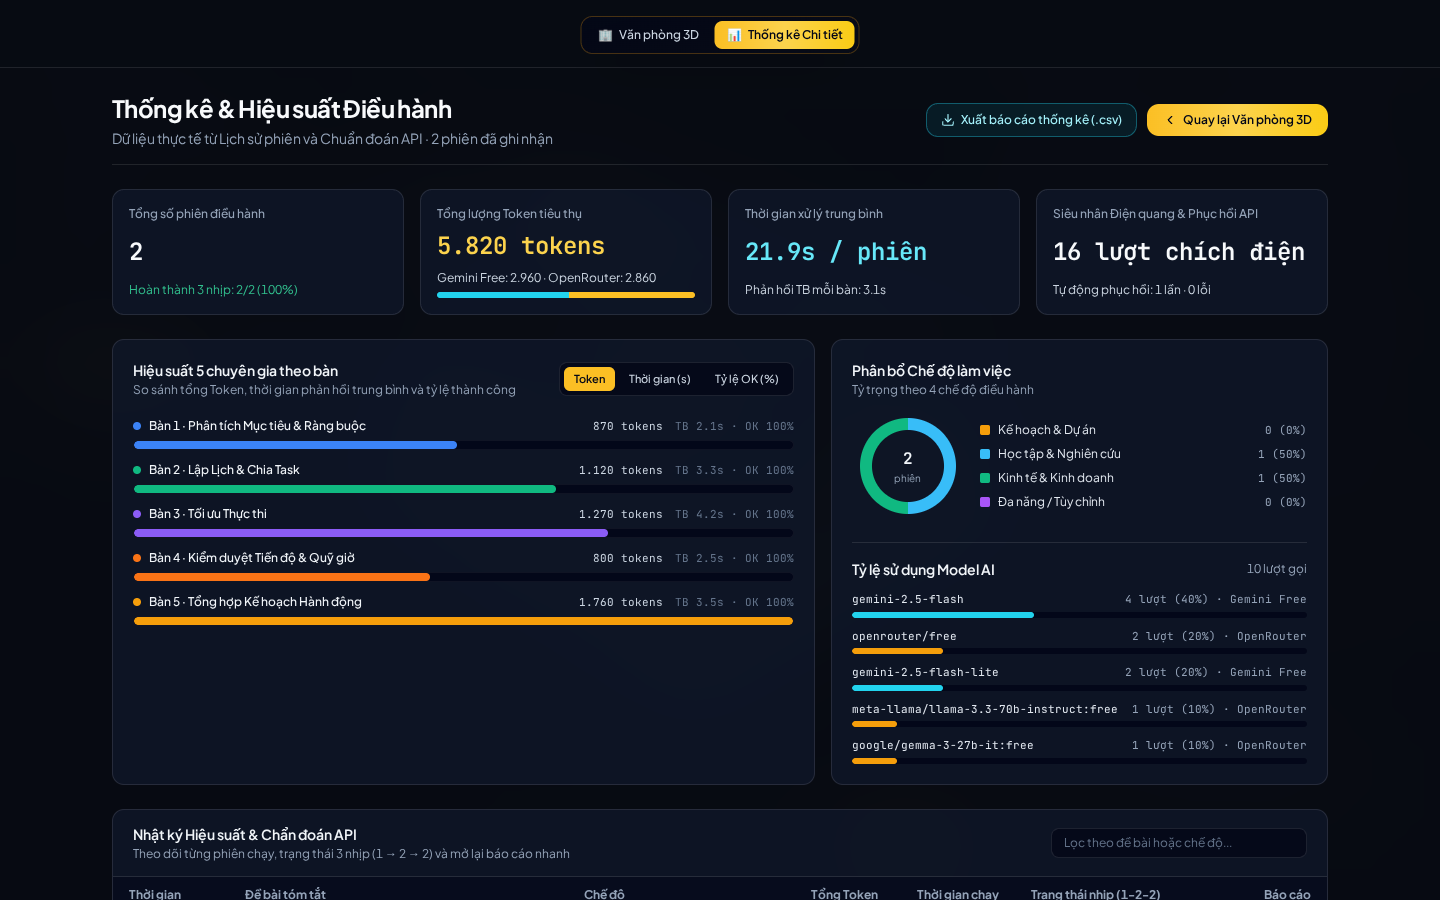 Văn phòng 3D
Thống kê Chi tiết
Thống kê & Hiệu suất Điều hành
Dữ liệu thực tế từ Lịch sử phiên và Chuẩn đoán API · 2 phiên đã ghi nhận
Xuất báo cáo thống kê (.csv)
Quay lại Văn phòng 3D
Tổng số phiên điều hành
2
Hoàn thành 3 nhịp: 2/2 (100%)
Tổng lượng Token tiêu thụ
5.820 tokens
Gemini Free: 2.960 · OpenRouter: 2.860
Thời gian xử lý trung bình
21.9s / phiên
Phản hồi TB mỗi bàn: 3.1s
Siêu nhân Điện quang & Phục hồi API
16 lượt chích điện
Tự động phục hồi: 1 lần · 0 lỗi
Hiệu suất 5 chuyên gia theo bàn
So sánh tổng Token, thời gian phản hồi trung bình và tỷ lệ thành công
Token
Thời gian (s)
Tỷ lệ OK (%)
Bàn 1 · Phân tích Mục tiêu & Ràng buộc
870 tokens TB 2.1s · OK 100%
Bàn 2 · Lập Lịch & Chia Task
1.120 tokens TB 3.3s · OK 100%
Bàn 3 · Tối ưu Thực thi
1.270 tokens TB 4.2s · OK 100%
Bàn 4 · Kiểm duyệt Tiến độ & Quỹ giờ
800 tokens TB 2.5s · OK 100%
Bàn 5 · Tổng hợp Kế hoạch Hành động
1.760 tokens TB 3.5s · OK 100%
Phân bổ Chế độ làm việc
Tỷ trọng theo 4 chế độ điều hành
2
phiên
Kế hoạch & Dự án 0 (0%)
Học tập & Nghiên cứu 1 (50%)
Kinh tế & Kinh doanh 1 (50%)
Đa năng / Tùy chỉnh 0 (0%)
Tỷ lệ sử dụng Model AI
10 lượt gọi
gemini-2.5-flash 4 lượt (40%) · Gemini Free
openrouter/free 2 lượt (20%) · OpenRouter
gemini-2.5-flash-lite 2 lượt (20%) · Gemini Free
meta-llama/llama-3.3-70b-instruct:free 1 lượt (10%) · OpenRouter
google/gemma-3-27b-it:free 1 lượt (10%) · OpenRouter
Nhật ký Hiệu suất & Chẩn đoán API
Theo dõi từng phiên chạy, trạng thái 3 nhịp (1 → 2 → 2) và mở lại báo cáo nhanh
Lọc theo đề bài hoặc chế độ...
Thời gian Đề bài tóm tắt Chế độ Tổng Token Thời gian chạy Trạng thái nhịp (1-2-2) Báo cáo